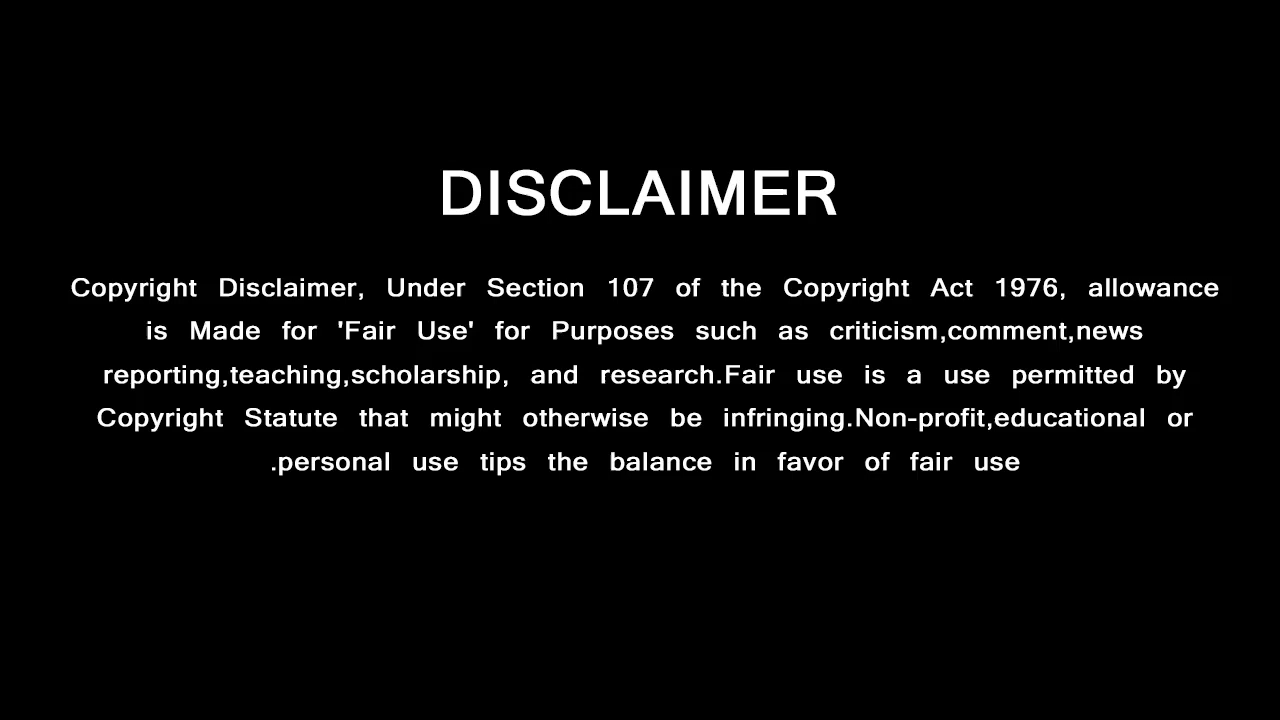 DISCLAIMER
Copyright Disclaimer, Under Section 107 of the Copyright Act 1976, allowance
is Made for 'Fair Use' for Purposes such as criticism,comment,news
reporting,teaching,scholarship, and research.Fair use is a use permitted by
Copyright Statute that might otherwise be infringing.Non-profit,educational or
.personal use tips the balance in favor of fair use